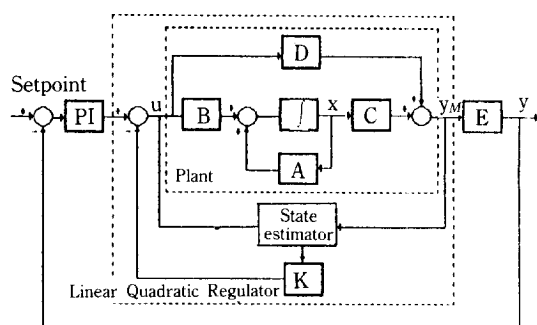 D
Setpoint
PI
u
B
∫
x
C
y_M
E
y
A
Plant
State
estimator
K
Linear Quadratic Regulator